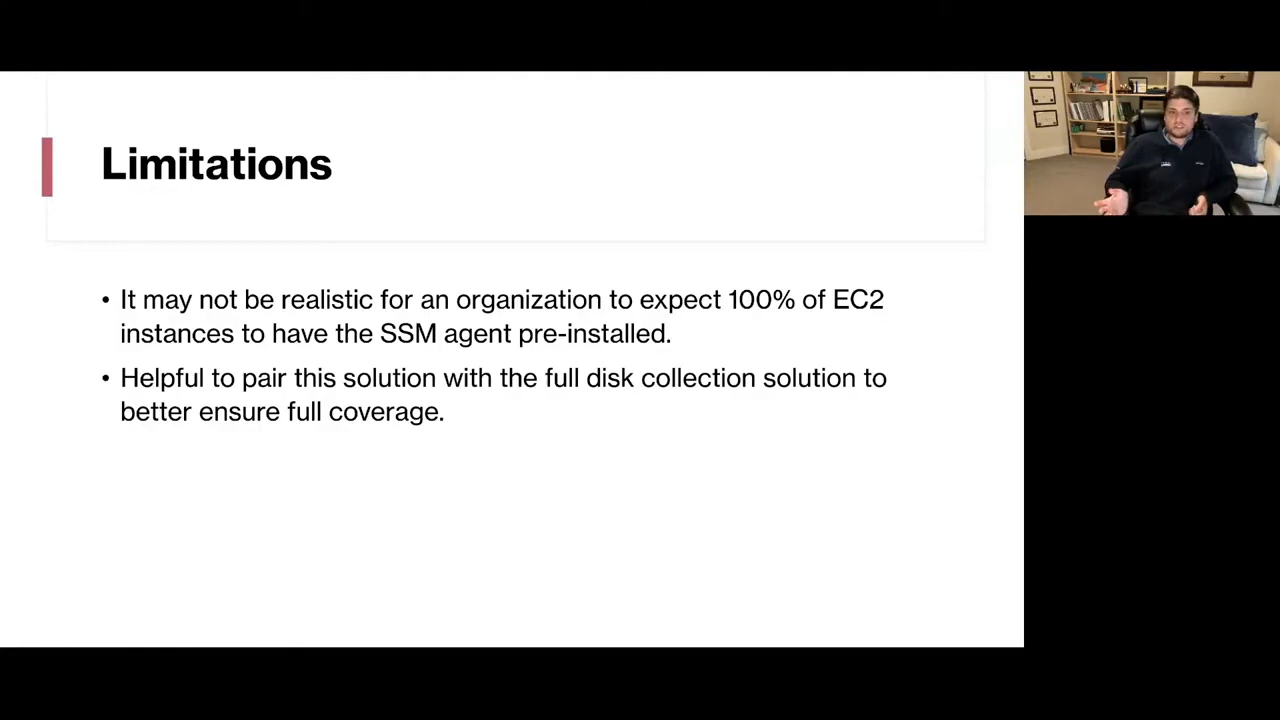 Limitations
• It may not be realistic for an organization to expect 100% of EC2
instances to have the SSM agent pre-installed.
• Helpful to pair this solution with the full disk collection solution to
better ensure full coverage.